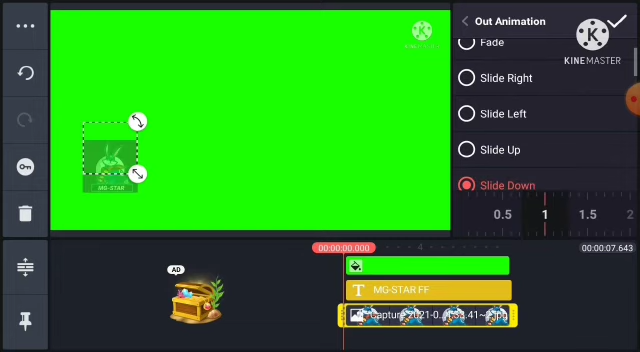 Out Animation
KINEMASTER
Fade
Slide Right
Slide Left
Slide Up
Slide Down
0.5
1
1.5
2
MG-STAR
00:00:00.000
4
00:00:07.643
AD
T MG-STAR FF